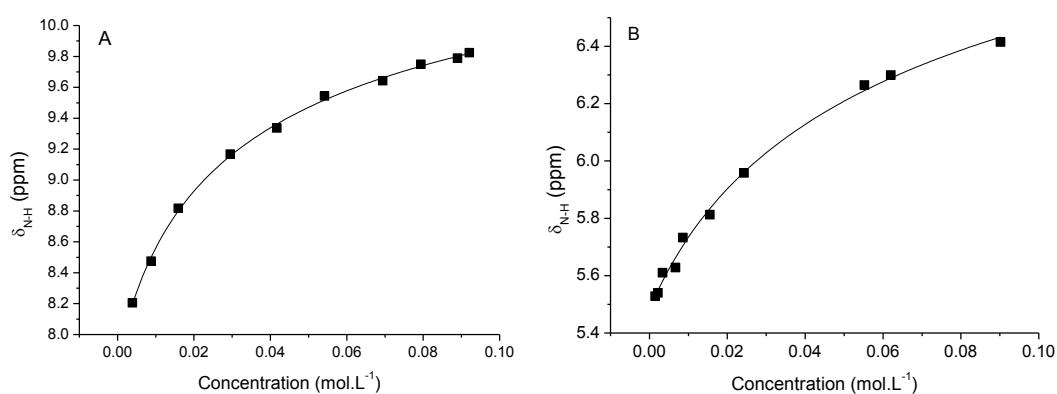 A
10.0
9.8
9.6
9.4
9.2
9.0
8.8
8.6
8.4
8.2
8.0
δN-H (ppm)
0.00 0.02 0.04 0.06 0.08 0.10
Concentration (mol.L-1)
B
6.4
6.2
6.0
5.8
5.6
5.4
δN-H (ppm)
0.00 0.02 0.04 0.06 0.08 0.10
Concentration (mol.L-1)